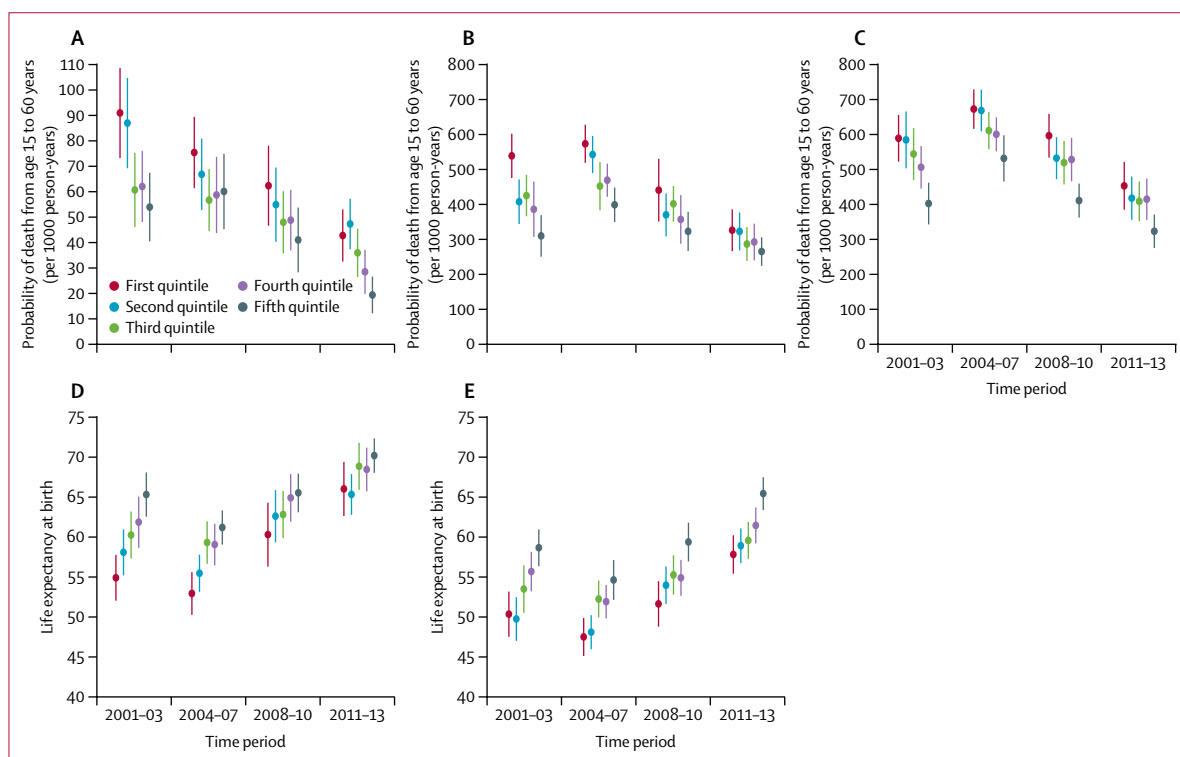 A
Probability of death from age 15 to 60 years
(per 1000 person-years)
110
100
90
80
70
60
50
40
30
20
10
0
First quintile
Second quintile
Third quintile
Fourth quintile
Fifth quintile
B
Probability of death from age 15 to 60 years
(per 1000 person-years)
800
700
600
500
400
300
200
100
0
C
Probability of death from age 15 to 60 years
(per 1000 person-years)
800
700
600
500
400
300
200
100
0
2001–03 2004–07 2008–10 2011–13
Time period
D
Life expectancy at birth
75
70
65
60
55
50
45
40
2001–03 2004–07 2008–10 2011–13
Time period
E
Life expectancy at birth
75
70
65
60
55
50
45
40
2001–03 2004–07 2008–10 2011–13
Time period